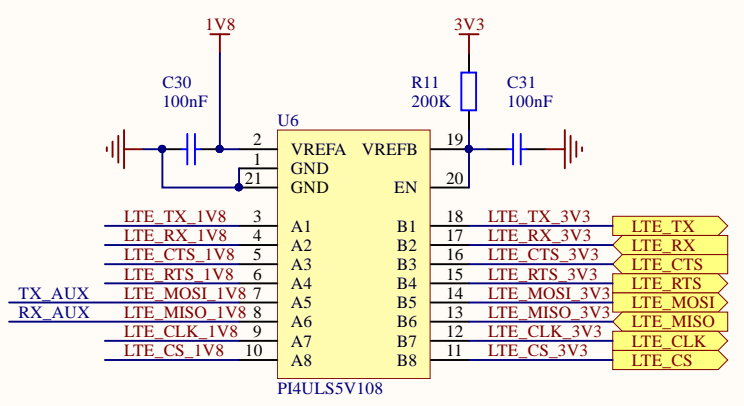 1V8
3V3
C30
100nF
R11
200K
C31
100nF
U6
2 VREFA VREFB 19
1 GND
21 GND EN 20
LTE_TX_1V8 3 A1 B1 18 LTE_TX_3V3 LTE_TX
LTE_RX_1V8 4 A2 B2 17 LTE_RX_3V3 LTE_RX
LTE_CTS_1V8 5 A3 B3 16 LTE_CTS_3V3 LTE_CTS
LTE_RTS_1V8 6 A4 B4 15 LTE_RTS_3V3 LTE_RTS
TX_AUX LTE_MOSI_1V8 7 A5 B5 14 LTE_MOSI_3V3 LTE_MOSI
RX_AUX LTE_MISO_1V8 8 A6 B6 13 LTE_MISO_3V3 LTE_MISO
LTE_CLK_1V8 9 A7 B7 12 LTE_CLK_3V3 LTE_CLK
LTE_CS_1V8 10 A8 B8 11 LTE_CS_3V3 LTE_CS
PI4ULS5V108